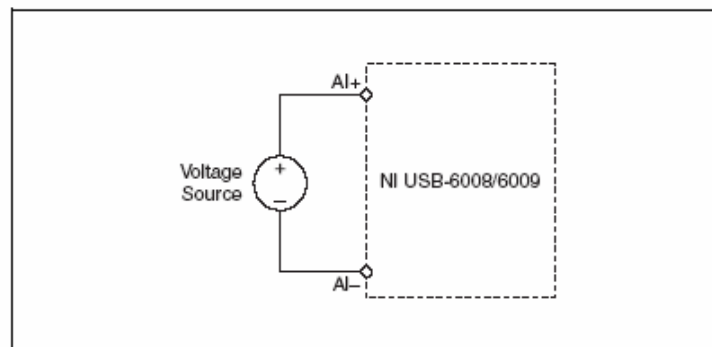 AI+
Voltage
Source
+
–
NI USB-6008/6009
AI–